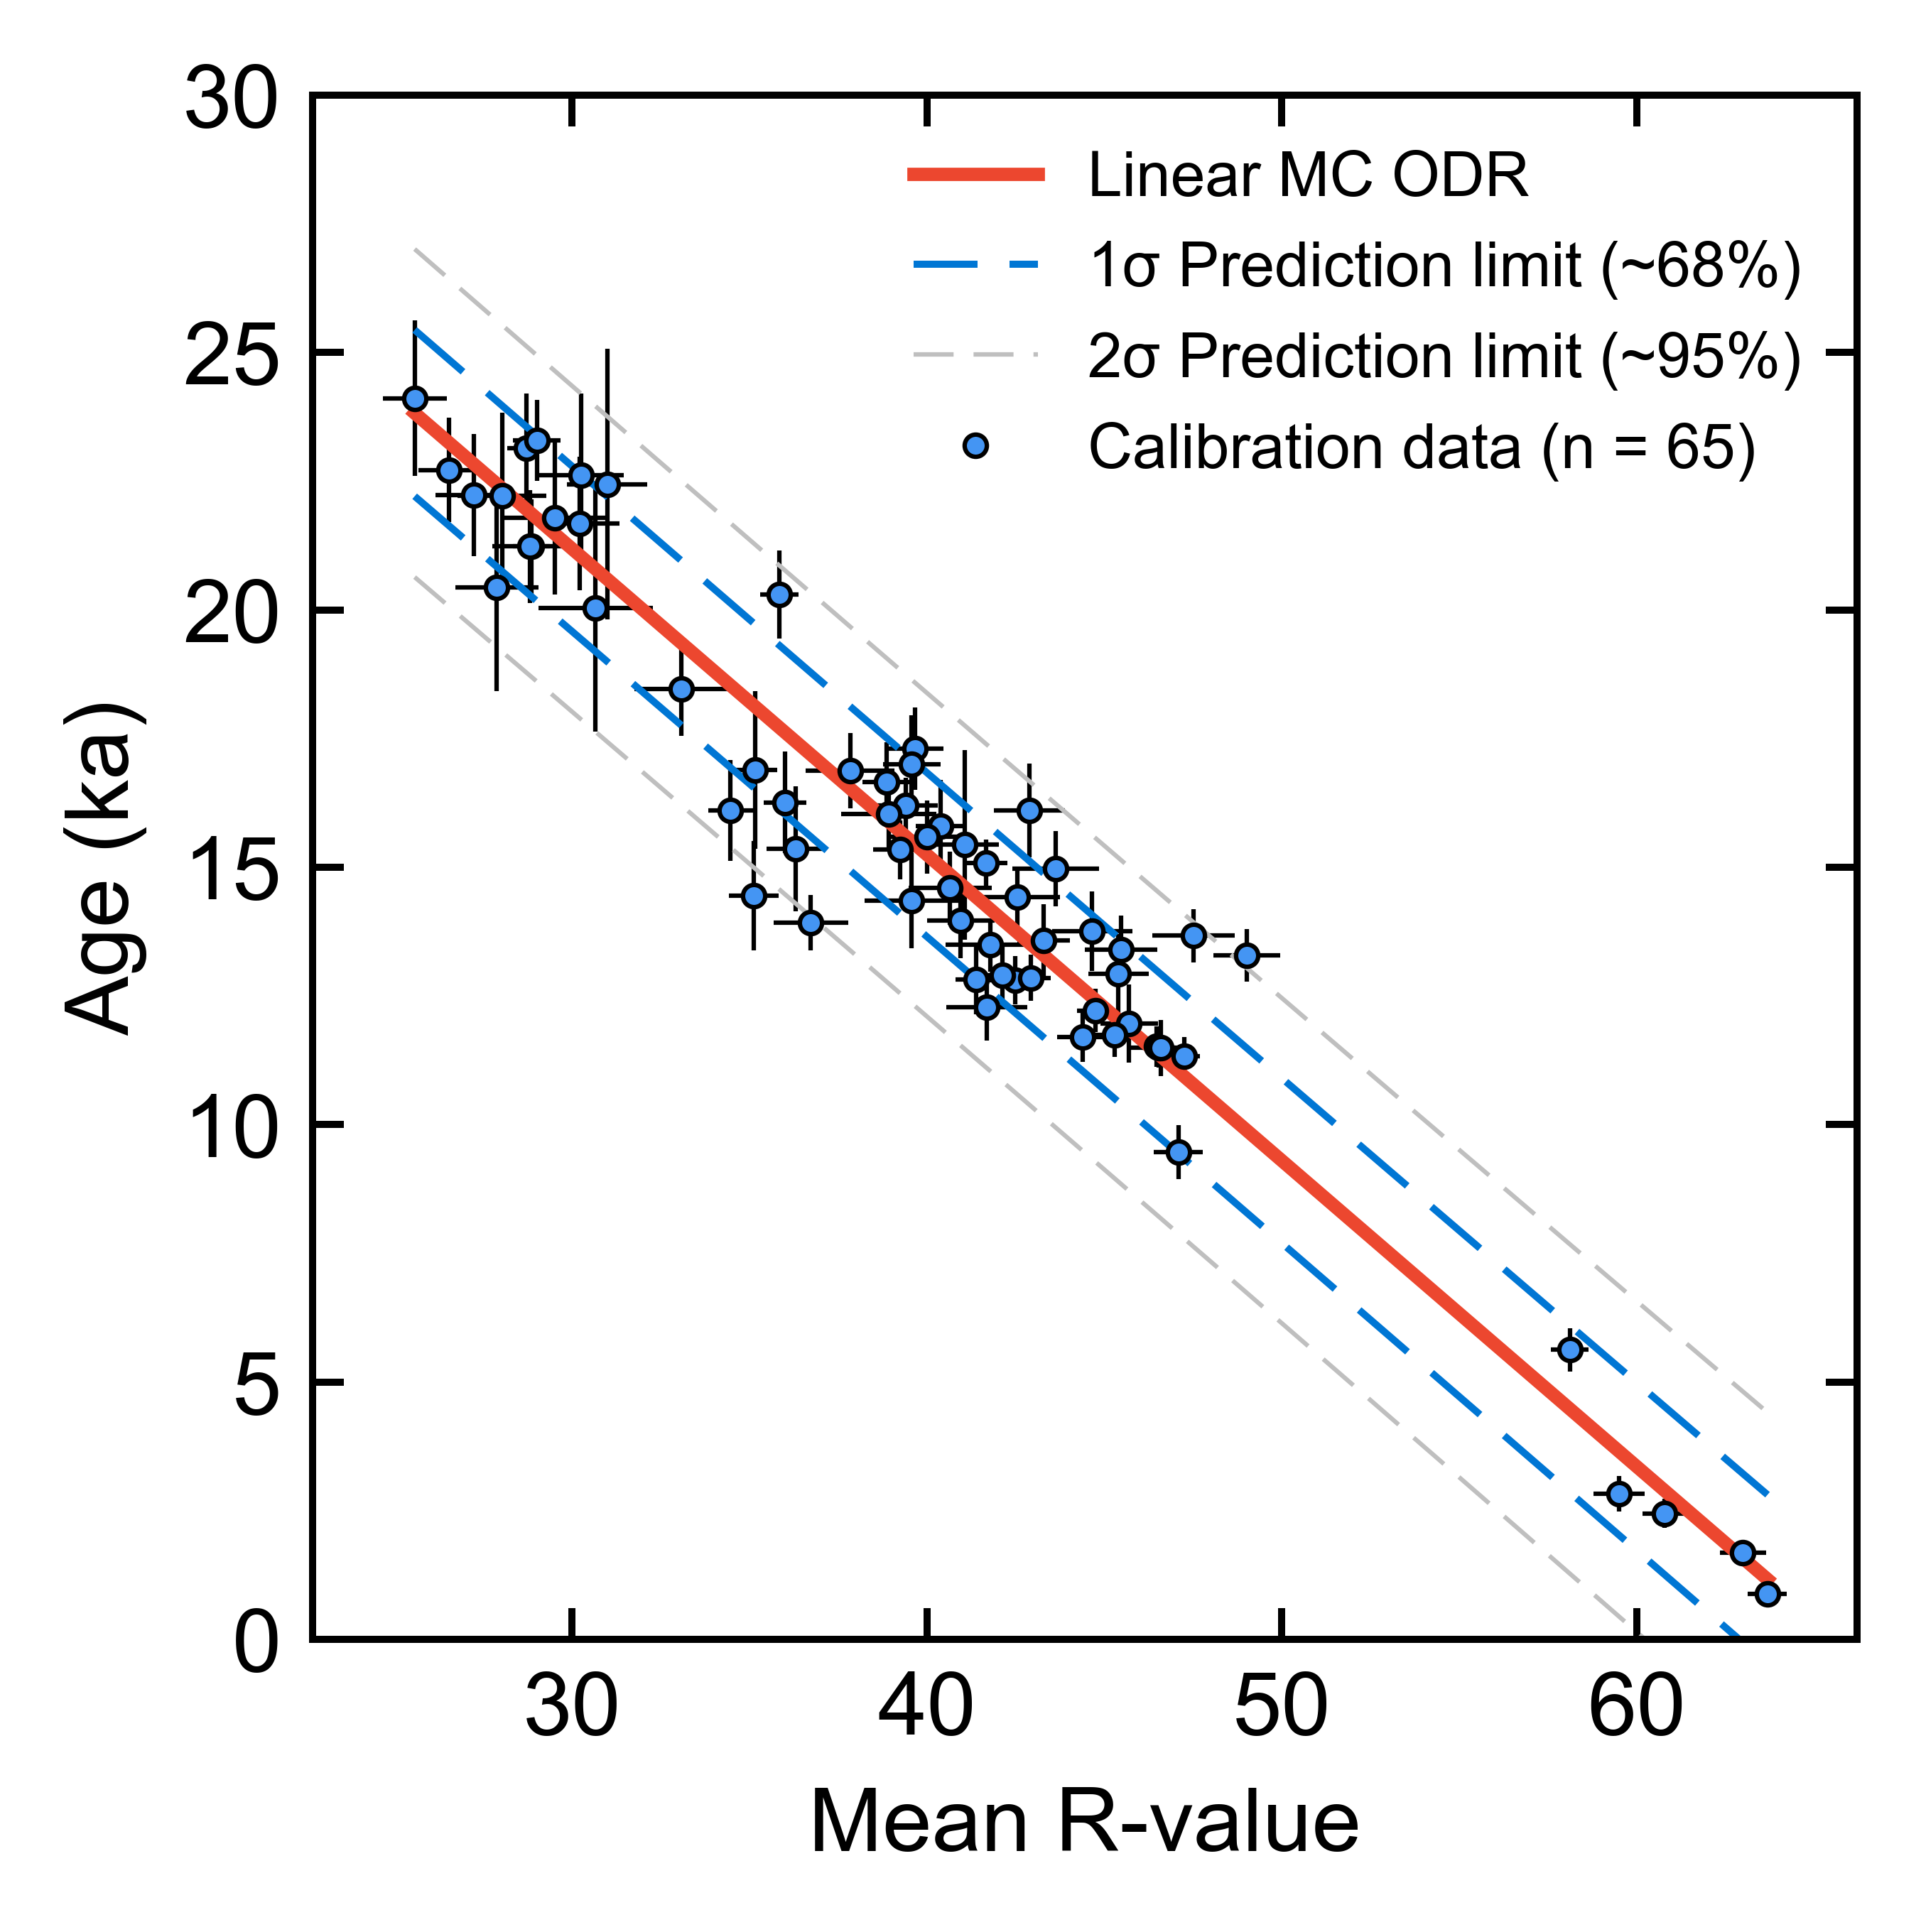 30
25
20
15
10
5
0
Age (ka)
Linear MC ODR
1σ Prediction limit (~68%)
2σ Prediction limit (~95%)
Calibration data (n = 65)
30 40 50 60
Mean R-value